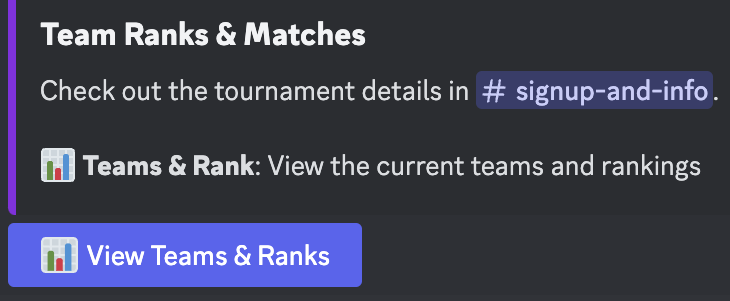 Team Ranks & Matches
Check out the tournament details in # signup-and-info.
📊 Teams & Rank: View the current teams and rankings
📊 View Teams & Ranks